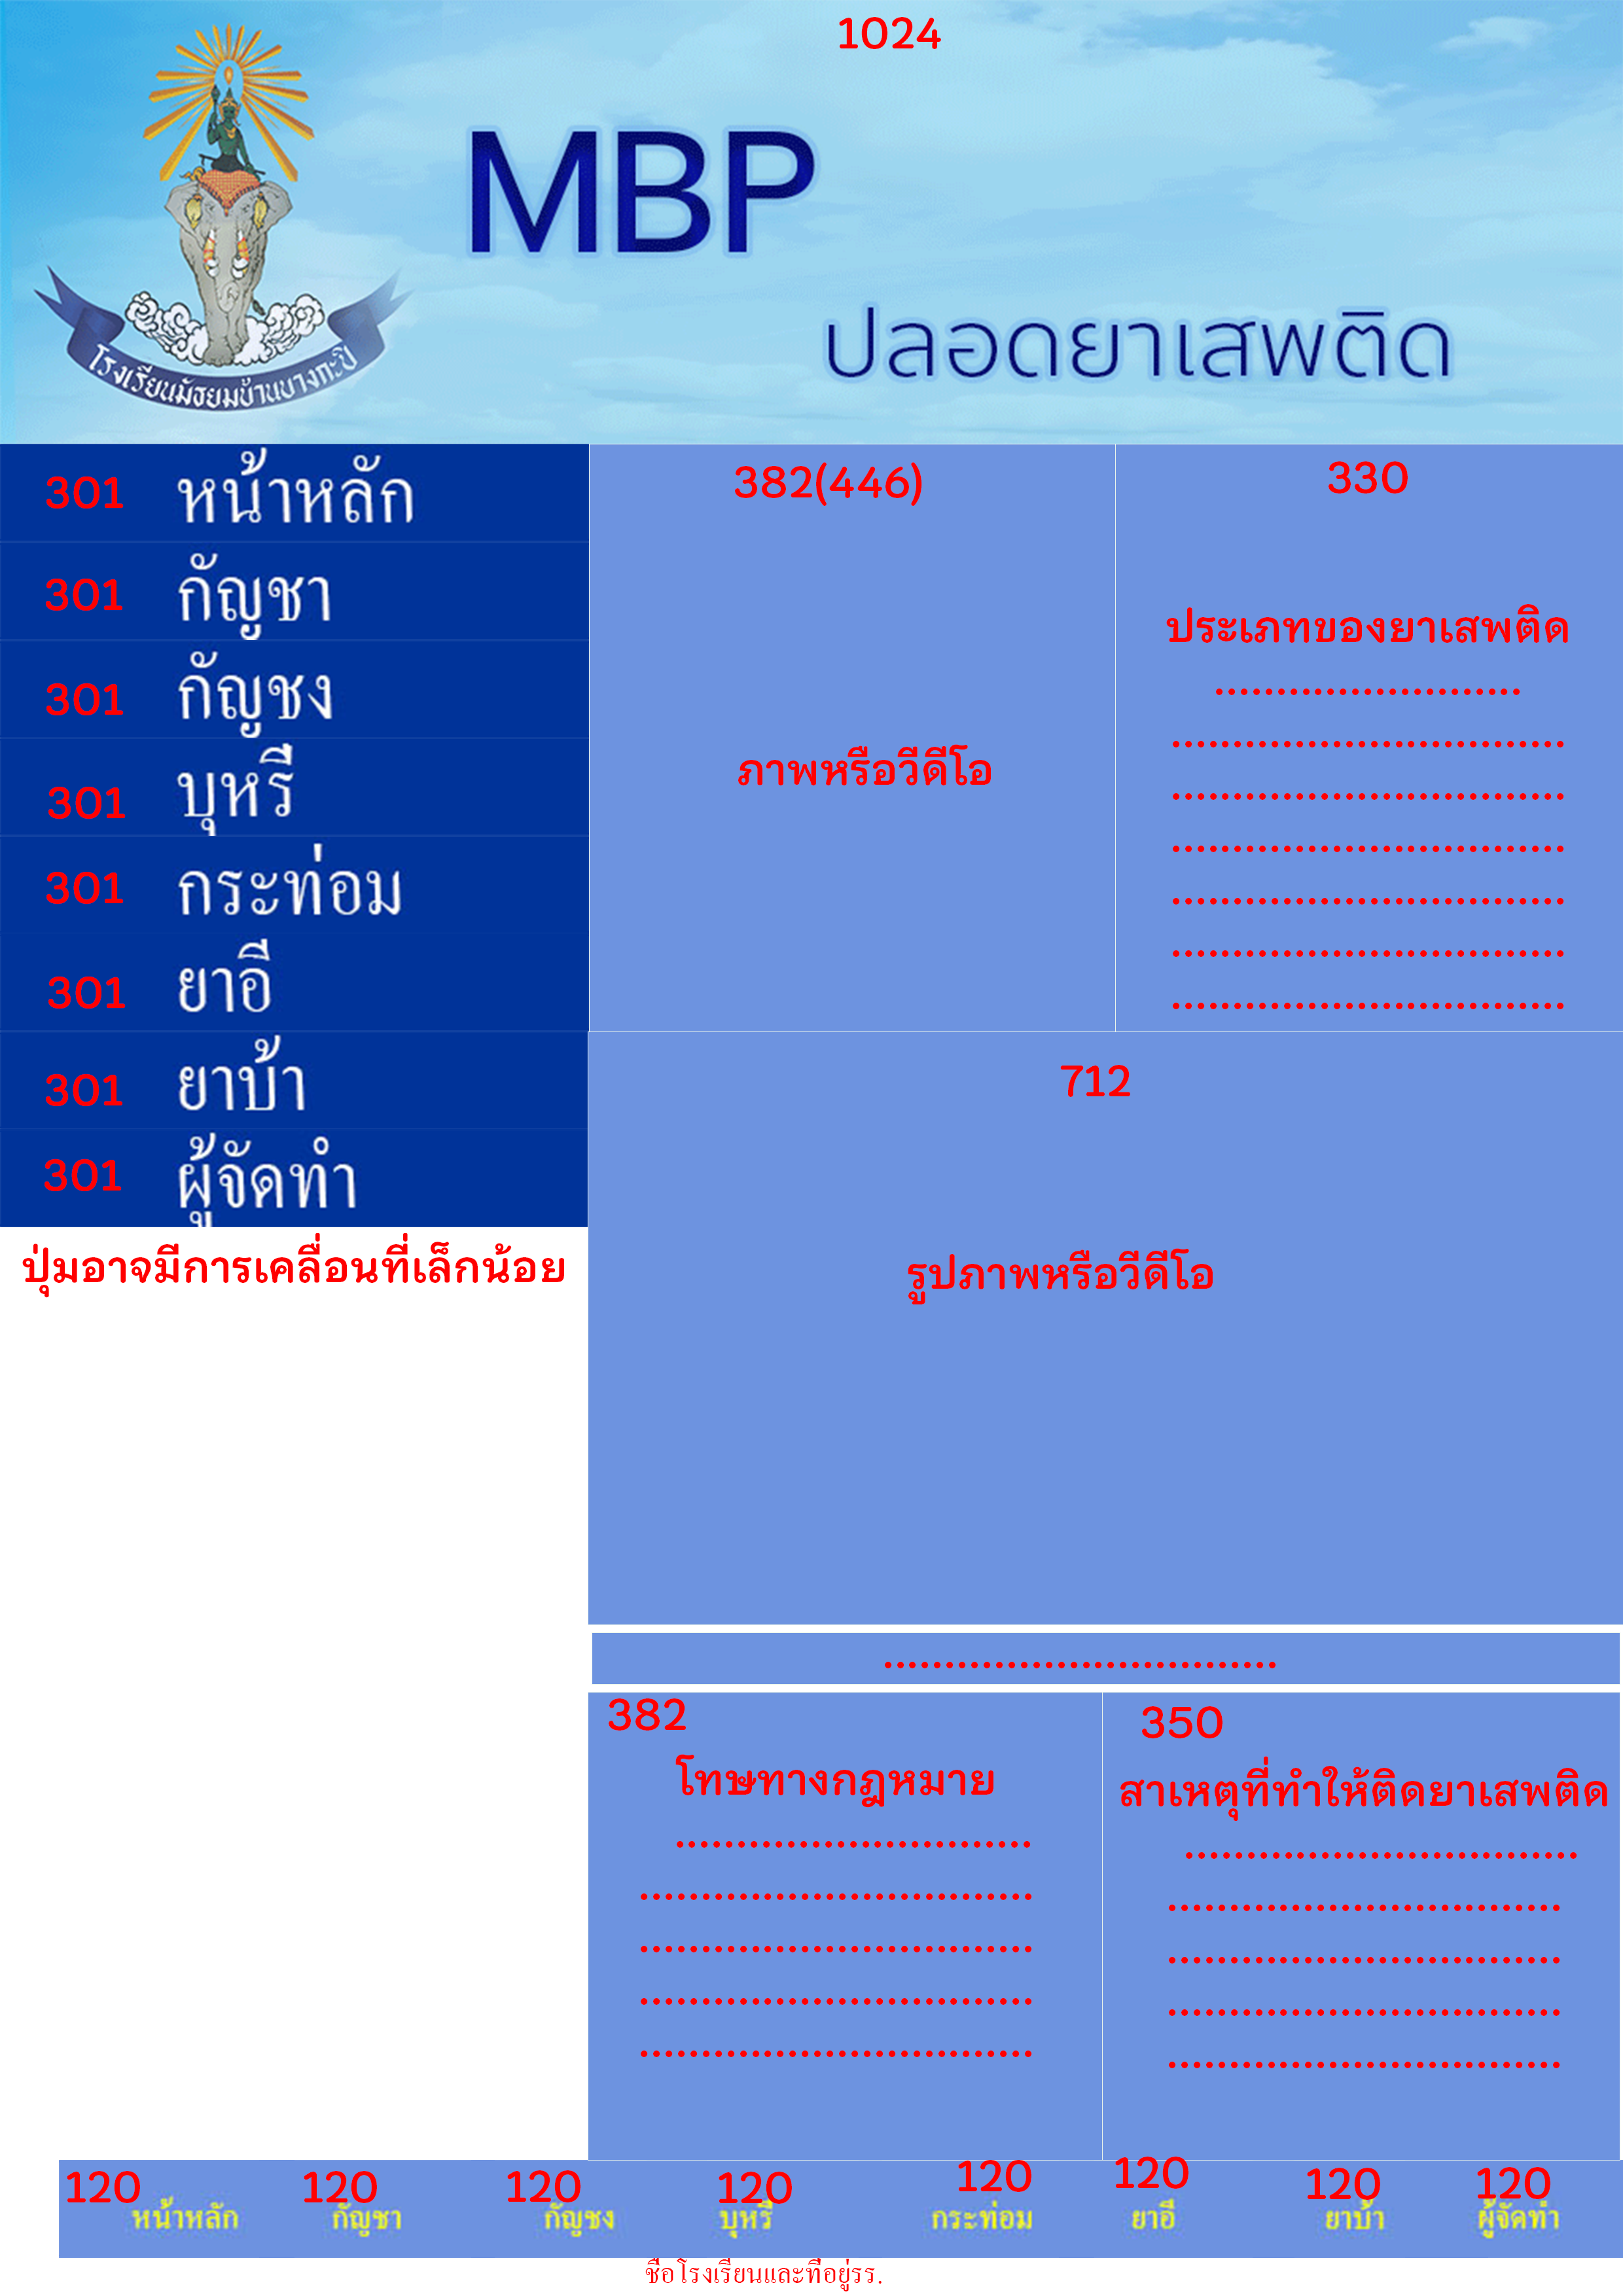 1024
MBP
ปลอดยาเสพติด
โรงเรียนมัธยมบ้านบางกะปิ
301 หน้าหลัก
301 กัญชา
301 กัญชง
301 บุหรี่
301 กระท่อม
301 ยาอี
301 ยาบ้า
301 ผู้จัดทำ
ปุ่มอาจมีการเคลื่อนที่เล็กน้อย
382(446)
ภาพหรือวีดีโอ
330
ประเภทของยาเสพติด
.........................
................................
................................
................................
................................
................................
................................
712
รูปภาพหรือวีดีโอ
................................
382
โทษทางกฎหมาย
.............................
................................
................................
................................
................................
350
สาเหตุที่ทำให้ติดยาเสพติด
................................
................................
................................
................................
................................
120 120 120 120 120 120 120 120
หน้าหลัก กัญชา กัญชง บุหรี่ กระท่อม ยาอี ยาบ้า ผู้จัดทำ
ชื่อโรงเรียนและที่อยู่รร.